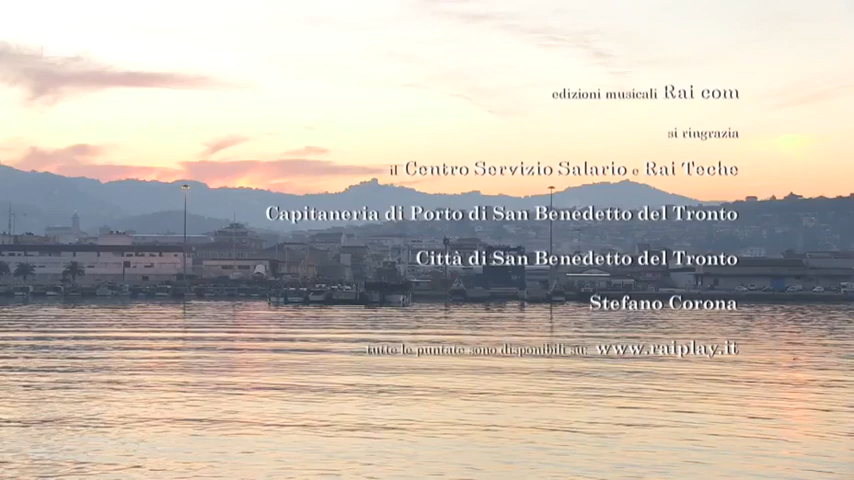 edizioni musicali Rai com
si ringrazia
il Centro Servizio Salario e Rai Teche
Capitaneria di Porto di San Benedetto del Tronto
Città di San Benedetto del Tronto
Stefano Corona
tutte le puntate sono disponibili su www.raiplay.it